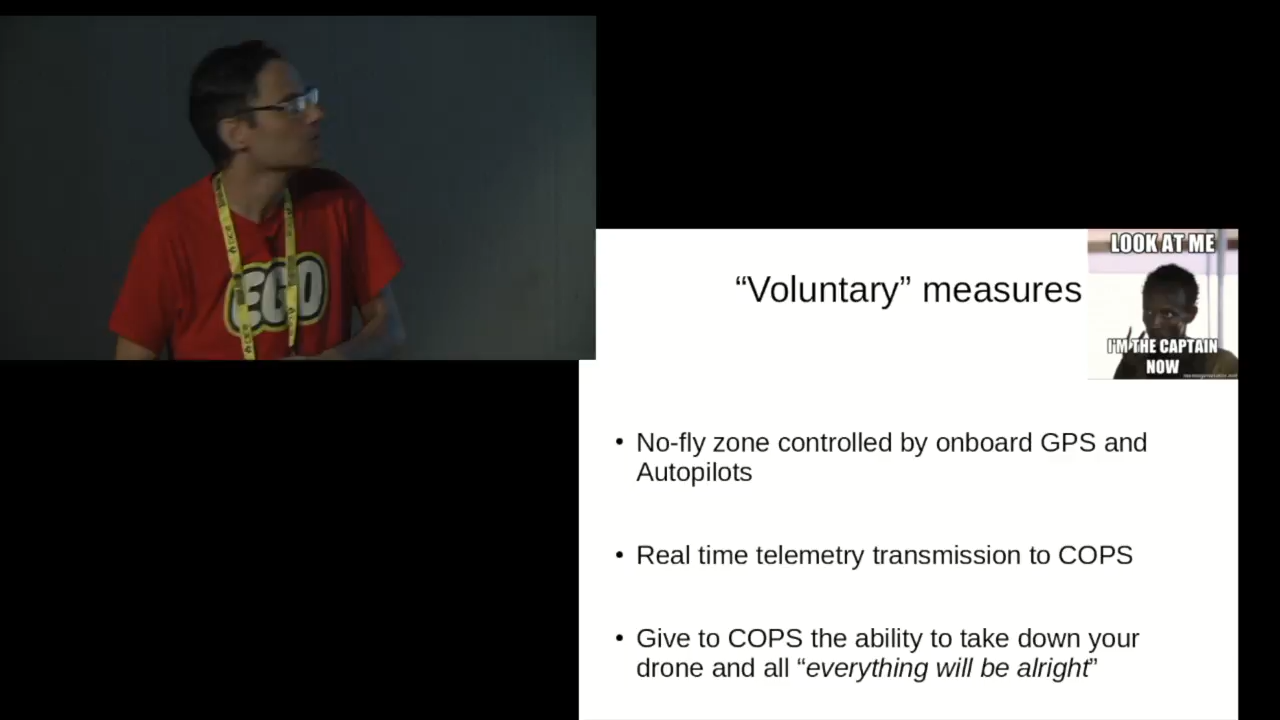 EGO
"Voluntary" measures
LOOK AT ME
I'M THE CAPTAIN
NOW
• No-fly zone controlled by onboard GPS and
Autopilots
• Real time telemetry transmission to COPS
• Give to COPS the ability to take down your
drone and all "everything will be alright"